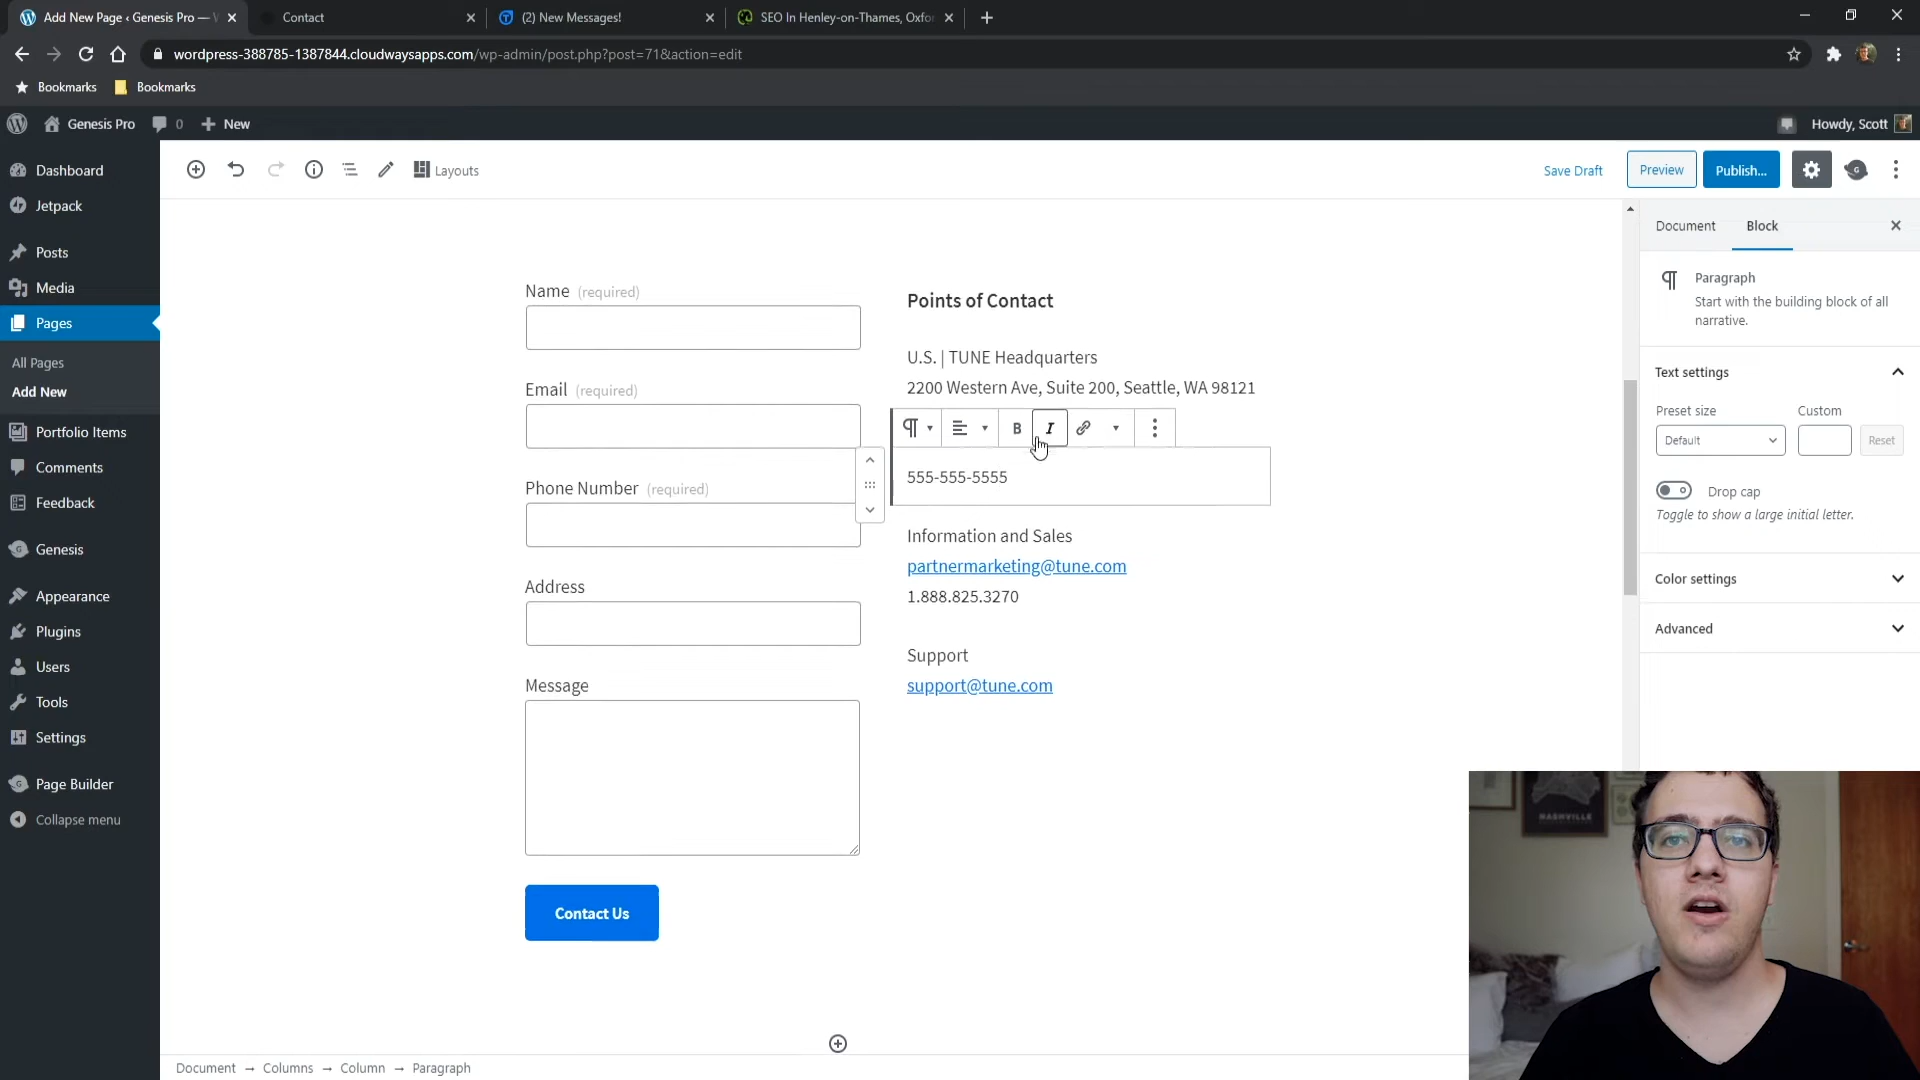 Add New Page ‹ Genesis Pro —
Contact
(2) New Messages!
SEO In Henley-on-Thames, Oxfo
wordpress-388785-1387844.cloudwaysapps.com/wp-admin/post.php?post=71&action=edit
Bookmarks
Bookmarks
Genesis Pro
0
New
Howdy, Scott
Dashboard
Jetpack
Posts
Media
Pages
All Pages
Add New
Portfolio Items
Comments
Feedback
Genesis
Appearance
Plugins
Users
Tools
Settings
Page Builder
Collapse menu
Layouts
Save Draft
Preview
Publish...
Name (required)
Email (required)
Phone Number (required)
Address
Message
Contact Us
Points of Contact
U.S. | TUNE Headquarters
2200 Western Ave, Suite 200, Seattle, WA 98121
B
I
555-555-5555
Information and Sales
partnermarketing@tune.com
1.888.825.3270
Support
support@tune.com
Document
Block
Paragraph
Start with the building block of all
narrative.
Text settings
Preset size
Custom
Default
Reset
Drop cap
Toggle to show a large initial letter.
Color settings
Advanced
NASHVILLE
Document → Columns → Column → Paragraph